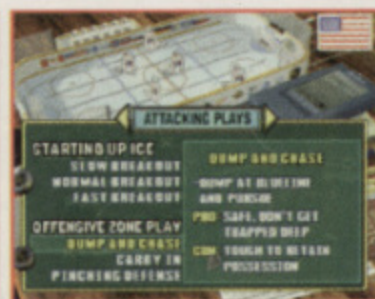 ATTACKING PLAYS
STARTING UP ICE
SLOW BREAKOUT
NORMAL BREAKOUT
FAST BREAKOUT
OFFENSIVE ZONE PLAY
DUMP AND CHASE
CARRY IN
PINCHING DEFENSE
DUMP AND CHASE
DUMP AT BLUELINE
AND PURSUE
PRO SAFE, DON'T GET
TRAPPED DEEP
CON TOUGH TO RETAIN
POSSESSION